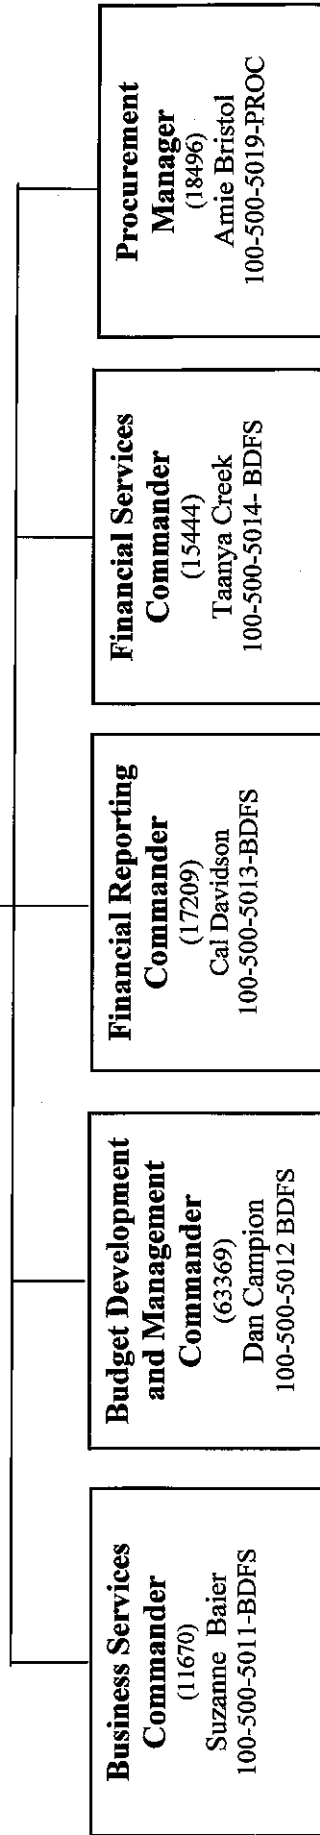 Business Services
Commander
(11670)
Suzanne Baier
100-500-5011-BDFS
Budget Development
and Management
Commander
(63369)
Dan Campion
100-500-5012 BDFS
Financial Reporting
Commander
(17209)
Cal Davidson
100-500-5013-BDFS
Financial Services
Commander
(15444)
Taanya Creek
100-500-5014- BDFS
Procurement
Manager
(18496)
Amie Bristol
100-500-5019-PROC